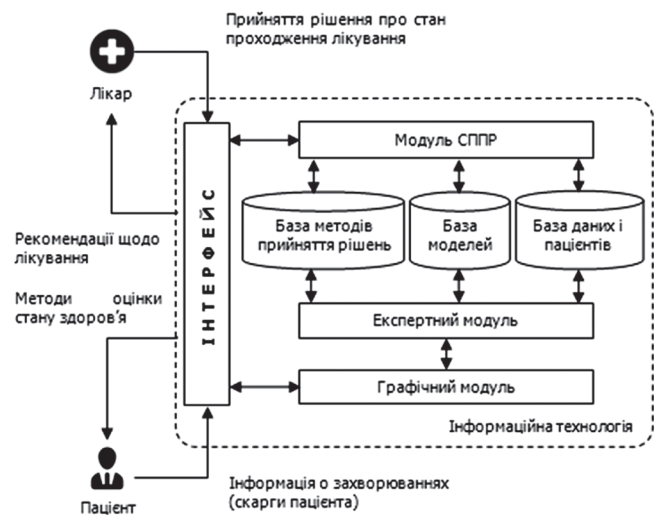 Прийняття рішення про стан
проходження лікування
Лікар
Модуль СППР
ІНТЕРФЕЙС
База методів
прийняття рішень
База
моделей
База даних і
пацієнтів
Рекомендації щодо
лікування
Методи оцінки
стану здоров’я
Експертний модуль
Графічний модуль
Інформаційна технологія
Інформація о захворюваннях
(скарги пацієнта)
Пацієнт